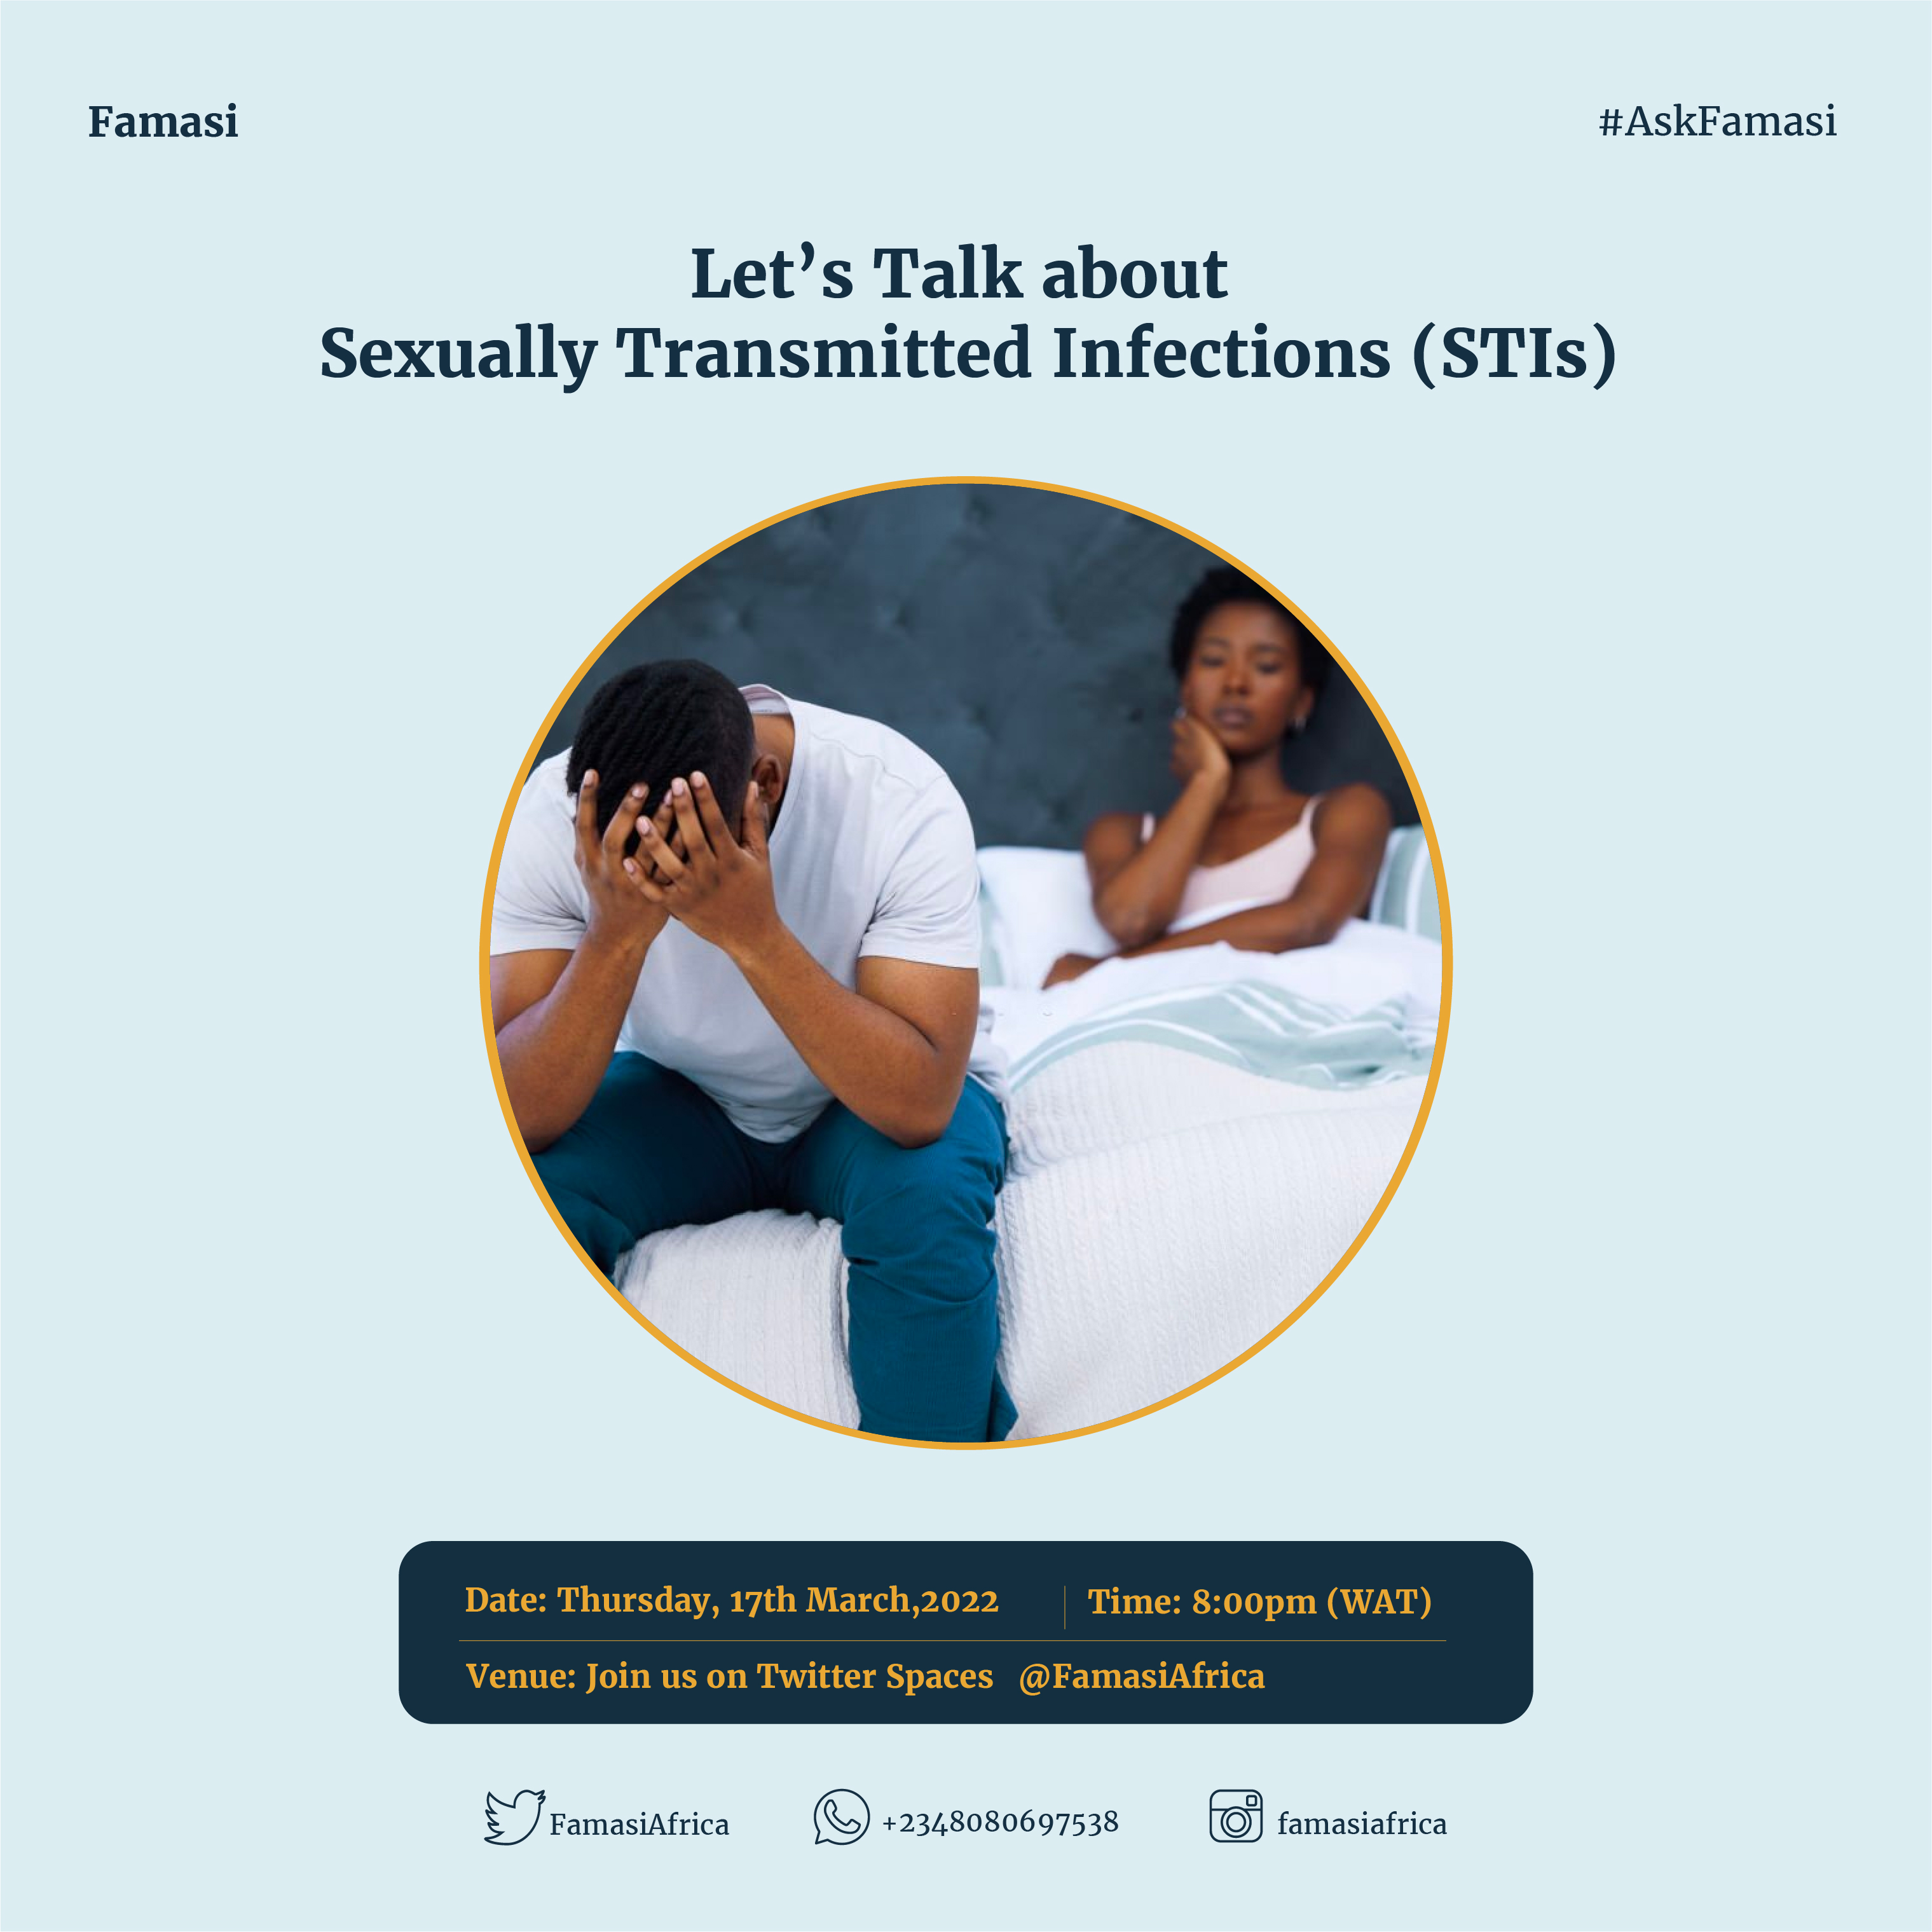 Famasi
#AskFamasi
Let’s Talk about
Sexually Transmitted Infections (STIs)
Date: Thursday, 17th March,2022
Time: 8:00pm (WAT)
Venue: Join us on Twitter Spaces @FamasiAfrica
FamasiAfrica
+2348080697538
famasiafrica